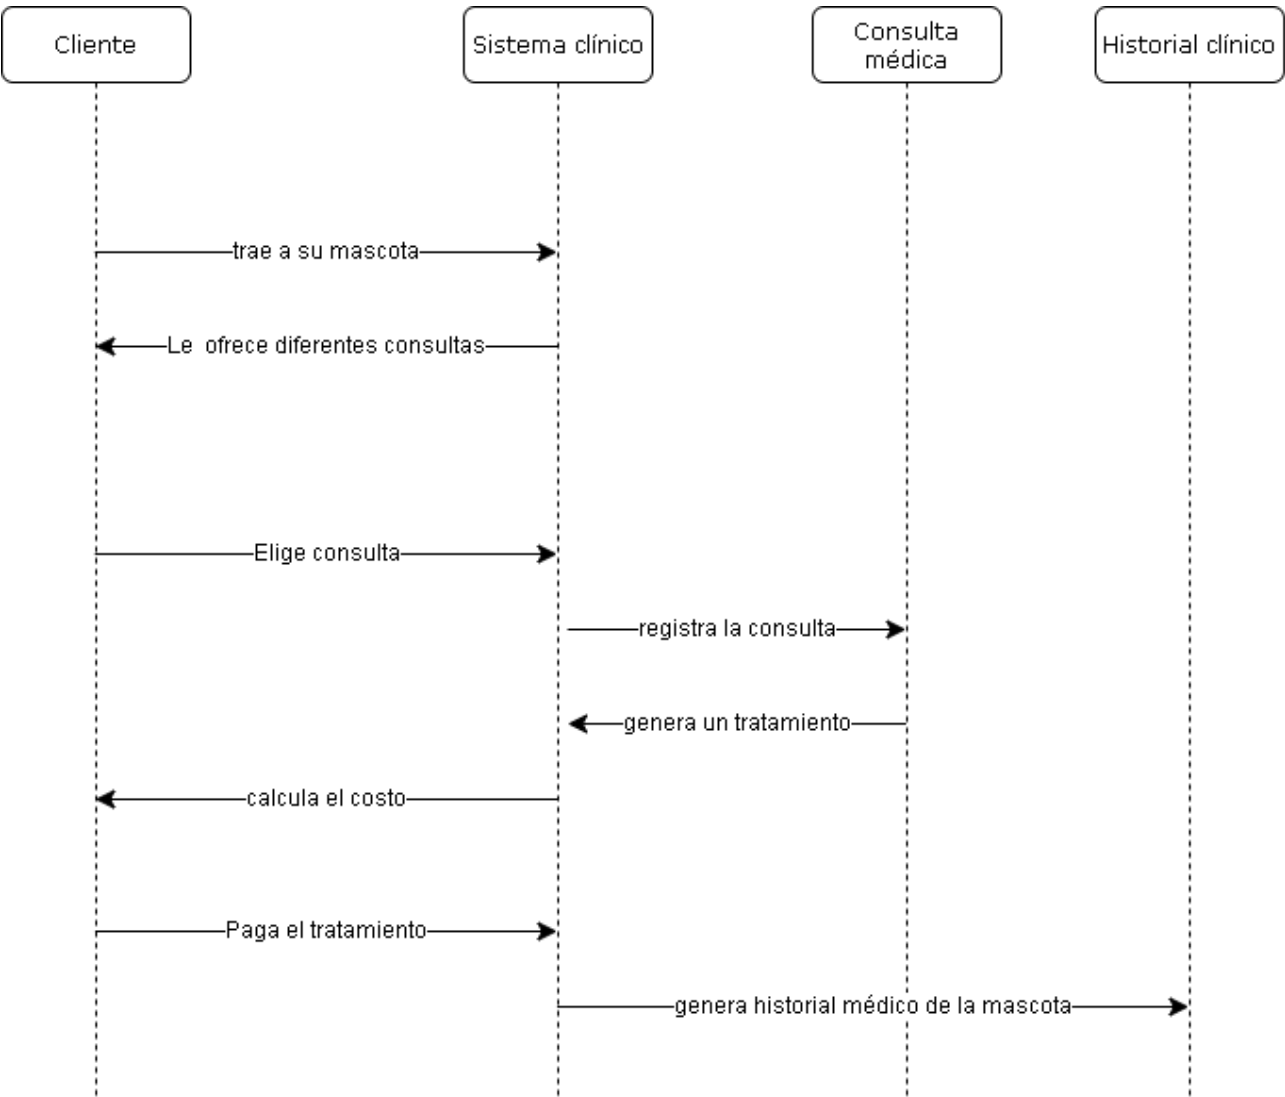 Cliente
Sistema clínico
Consulta
médica
Historial clínico
trae a su mascota
Le  ofrece diferentes consultas
Elige consulta
registra la consulta
genera un tratamiento
calcula el costo
Paga el tratamiento
genera historial médico de la mascota